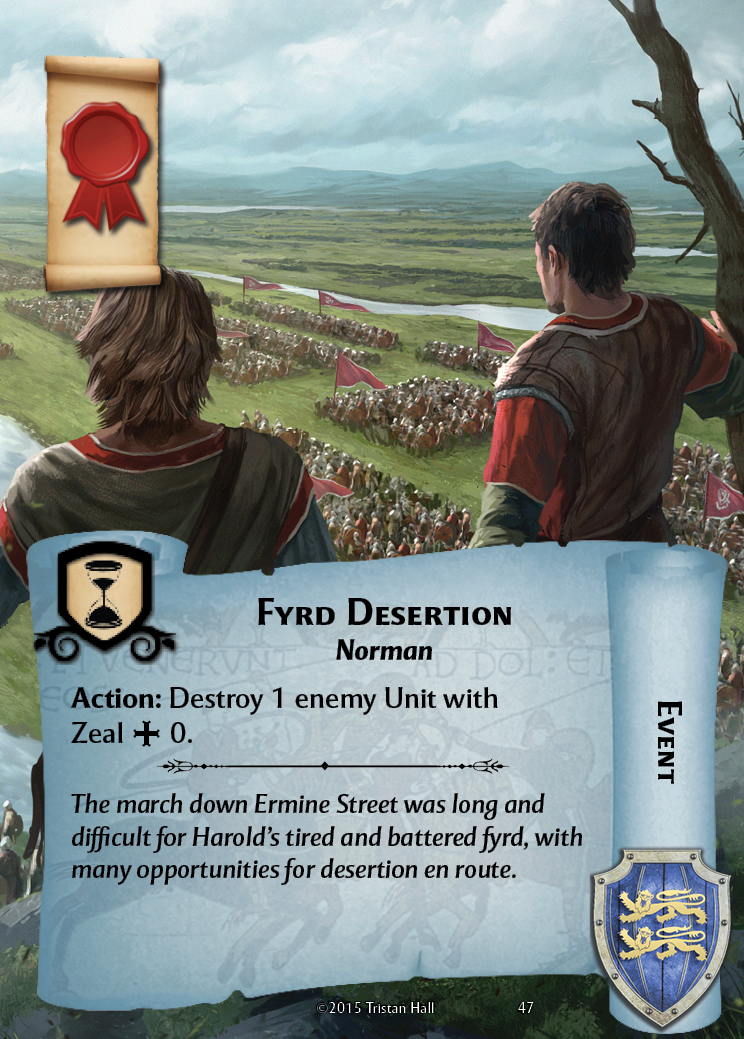 Fyrd Desertion
Norman
Action: Destroy 1 enemy Unit with
Zeal ✚ 0.
The march down Ermine Street was long and
difficult for Harold's tired and battered fyrd, with
many opportunities for desertion en route.
Event
©2015 Tristan Hall
47